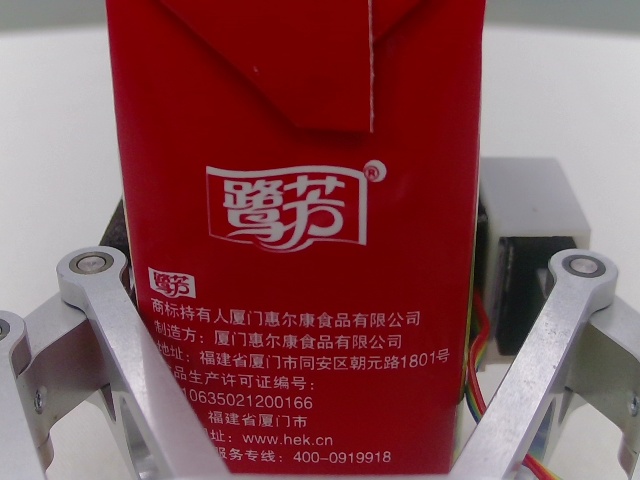 鹭芳®
鹭芳
商标持有人厦门惠尔康食品有限公司
制造方：厦门惠尔康食品有限公司
地址：福建省厦门市同安区朝元路1801号
品生产许可证编号：
10635021200166
福建省厦门市
址：www.hek.cn
服务专线：400-0919918